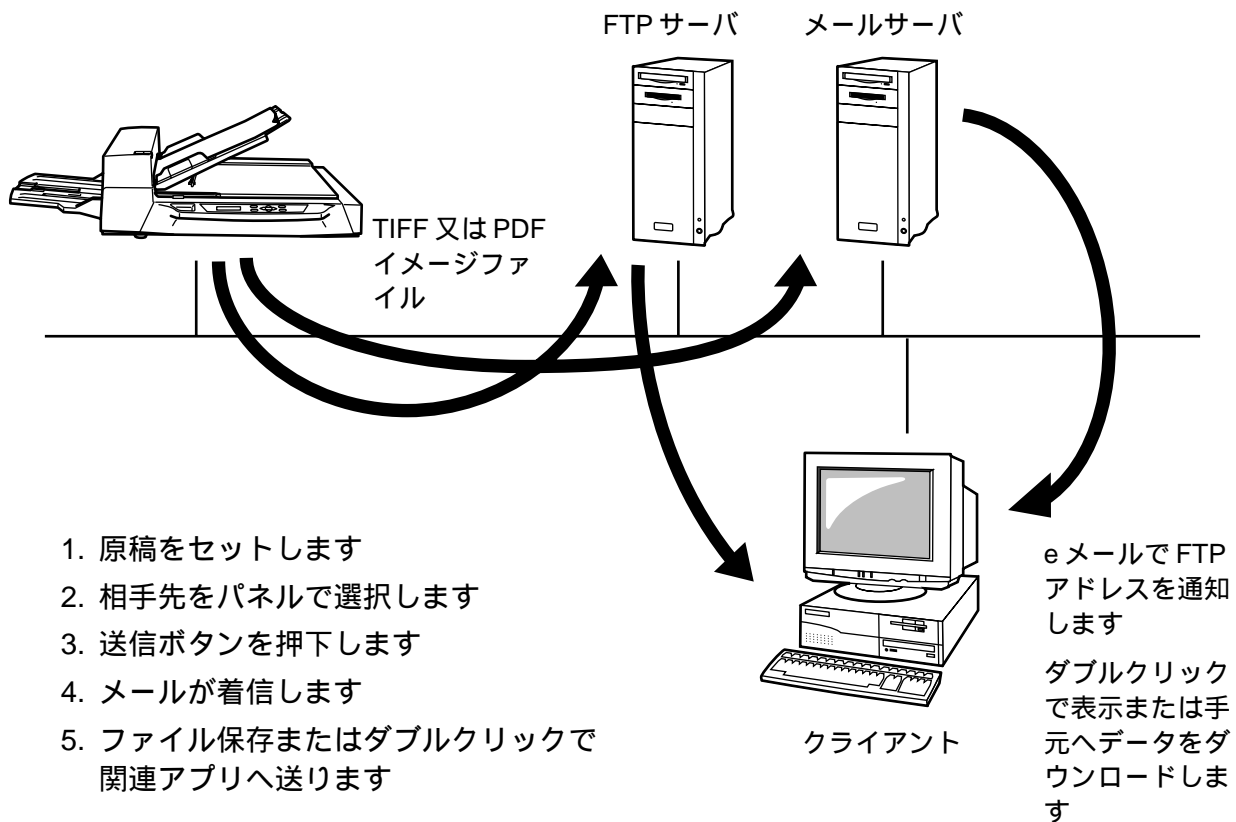 FTP サーバ
メールサーバ
TIFF 又は PDF
イメージファ
イル
1. 原稿をセットします
2. 相手先をパネルで選択します
3. 送信ボタンを押下します
4. メールが着信します
5. ファイル保存またはダブルクリックで
関連アプリへ送ります
クライアント
e メールで FTP
アドレスを通知
します
ダブルクリック
で表示または手
元へデータをダ
ウンロードしま
す